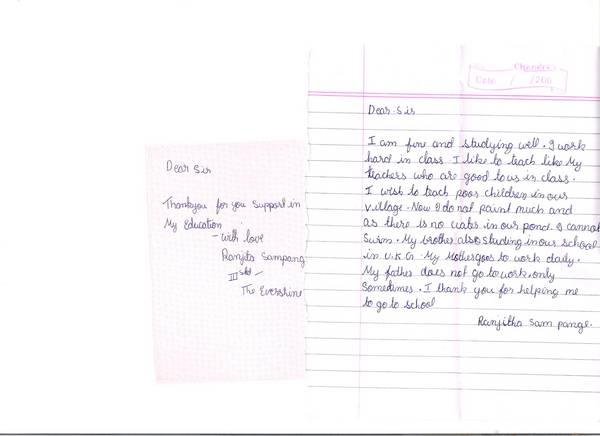 Dear Sir
Thankyou for you Support in
My Education
- with love
Ranjita Sampang
III std -
The Evershine
Date / /200
Dear Sir
I am fine and studying well. I work
hard in class I like to teach like My
teachers who are good to us in class.
I wish to teach poor children in our
village. Now I do not paint much and
as there is no water in our pond. I cannot
Swim. My brother also studing in our school
in U.K.G. My Mother goes to work daily.
My father does not go to work. only
Sometimes. I thank you for helping me
to go to school
Ranjitha Sam pange.